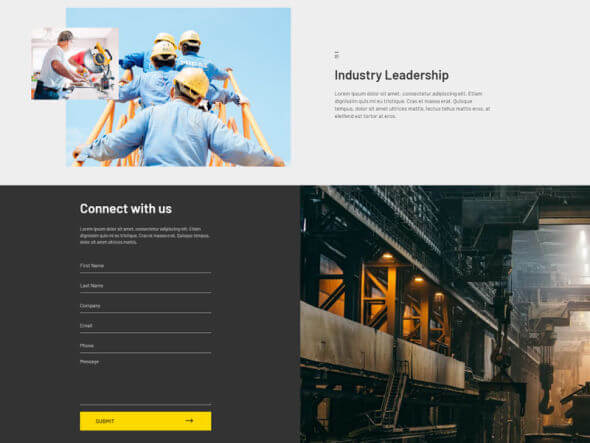 Industry Leadership
Lorem ipsum dolor sit amet, consectetur adipiscing elit. Etiam
dignissim quis mi eu tristique. Cras et massa erat. Quisque
tempus, dolor sit amet ultrices mattis, lectus tellus mattis eros, at
eleifend est tortor at eros.
Connect with us
Lorem ipsum dolor sit amet, consectetur adipiscing elit. Etiam
dignissim quis mi eu tristique. Cras et massa erat. Quisque tempus,
dolor sit amet ultrices mattis.
First Name
Last Name
Company
Email
Phone
Message
SUBMIT